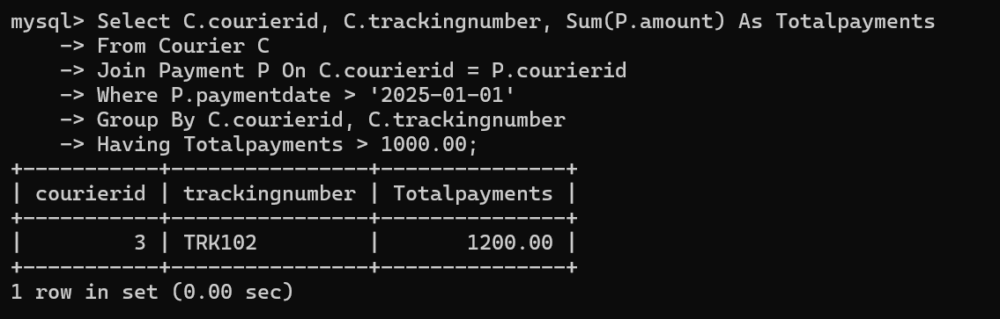 mysql> Select C.courierid, C.trackingnumber, Sum(P.amount) As Totalpayments
    -> From Courier C
    -> Join Payment P On C.courierid = P.courierid
    -> Where P.paymentdate > '2025-01-01'
    -> Group By C.courierid, C.trackingnumber
    -> Having Totalpayments > 1000.00;
+-----------+----------------+---------------+
| courierid | trackingnumber | Totalpayments |
+-----------+----------------+---------------+
|         3 | TRK102         |       1200.00 |
+-----------+----------------+---------------+
1 row in set (0.00 sec)